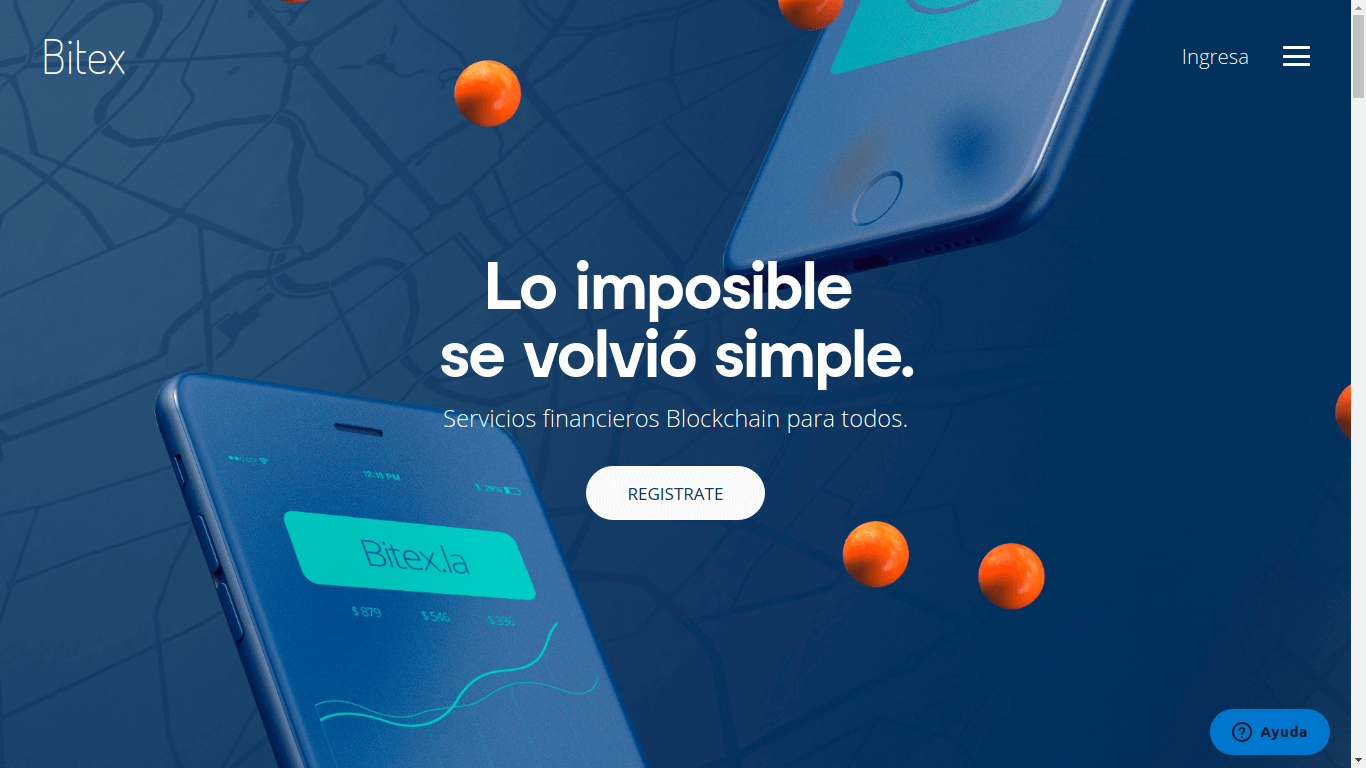 Bitex
Ingresa
Lo imposible
se volvió simple.
Servicios financieros Blockchain para todos.
REGISTRATE
12:19 PM
29%
Bitex.la
$ 879
$ 546
$ 336
Ayuda